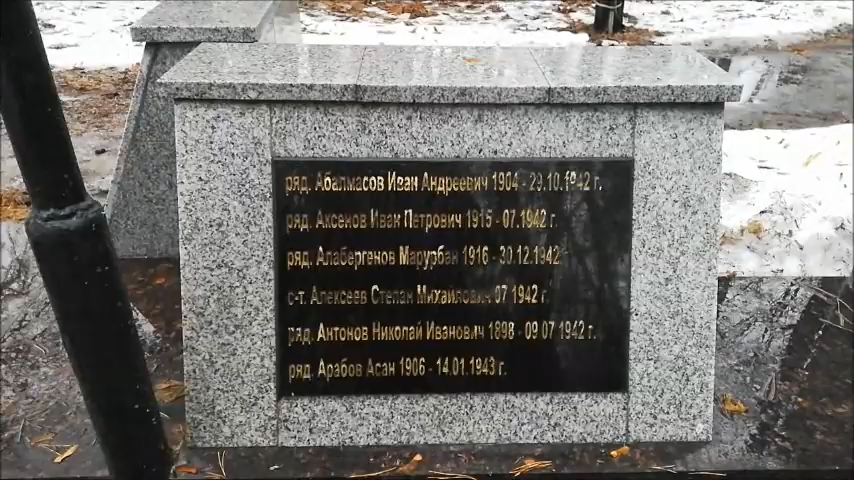 ряд. Абалмасов Иван Андреевич 1904 - 29.10.1942 г.
ряд. Аксенов Иван Петрович 1915 - 07.1942 г.
ряд. Алабергенов Марурбан 1916 - 30.12.1942
с-т. Алексеев Степан Михайлович 07 1942 г.
ряд. Антонов Николай Иванович 1898 - 09 07 1942 г.
ряд. Арабов Асан 1906 - 14.01.1943 г.